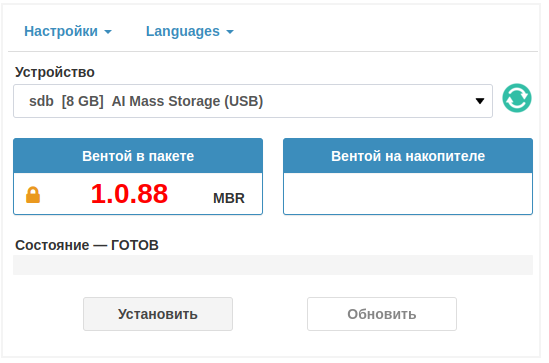 Настройки Languages
Устройство
sdb [8 GB] AI Mass Storage (USB)
Вентой в пакете Вентой на накопителе
1.0.88 MBR
Состояние — ГОТОВ
Установить Обновить